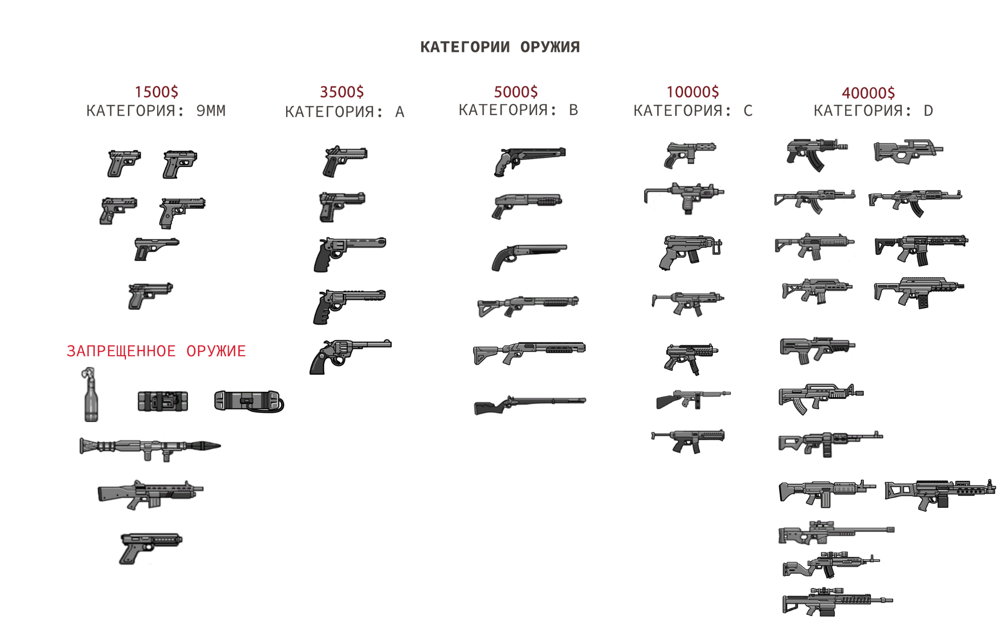 КАТЕГОРИИ ОРУЖИЯ
1500$
КАТЕГОРИЯ: 9ММ
3500$
КАТЕГОРИЯ: A
5000$
КАТЕГОРИЯ: B
10000$
КАТЕГОРИЯ: C
40000$
КАТЕГОРИЯ: D
ЗАПРЕЩЕННОЕ ОРУЖИЕ